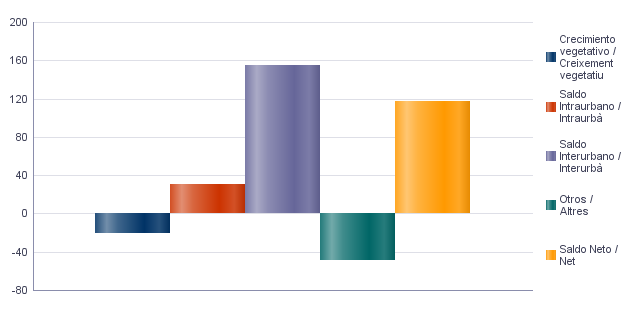 200
160
120
80
40
0
-40
-80
Crecimiento
vegetativo /
Creixement
vegetatiu
Saldo
Intraurbano /
Intraurbà
Saldo
Interurbano /
Interurbà
Otros /
Altres
Saldo Neto /
Net